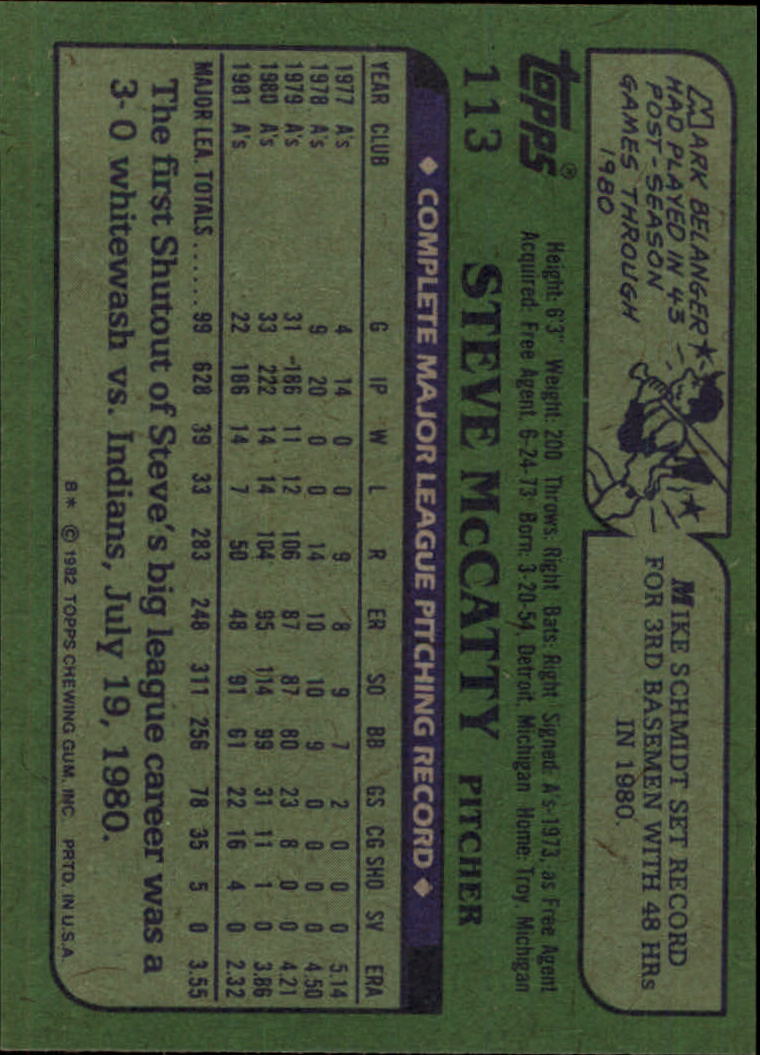 MARK BELANGER
HAD PLAYED IN 43
POST-SEASON
GAMES THROUGH
1980
MIKE SCHMIDT SET RECORD
FOR 3RD BASEMEN WITH 48 HRs
IN 1980.
topps®
Height: 6'3" Weight: 200 Throws: Right Bats: Right Signed: A's-1973, as Free Agent
Acquired: Free Agent, 6-24-73 Born: 3-20-54, Detroit, Michigan Home: Troy, Michigan
113 STEVE McCATTY PITCHER
◆ COMPLETE MAJOR LEAGUE PITCHING RECORD ◆
YEAR CLUB G IP W L R ER SO BB GS CG SHO SV ERA
1977 A's 4 14 0 0 9 8 9 7 2 0 0 0 5.14
1978 A's 9 20 0 0 14 10 10 9 0 0 0 0 4.50
1979 A's 31 186 11 12 106 87 87 80 23 8 0 0 4.21
1980 A's 33 222 14 14 104 95 114 99 31 11 1 0 3.86
1981 A's 22 186 14 7 50 48 91 61 22 16 4 0 2.32
MAJOR LEA. TOTALS...... 99 628 39 33 283 248 311 256 78 35 5 0 3.55
The first Shutout of Steve's big league career was a
3-0 whitewash vs. Indians, July 19, 1980.
8* © 1982 TOPPS CHEWING GUM, INC PRTD. IN U.S.A